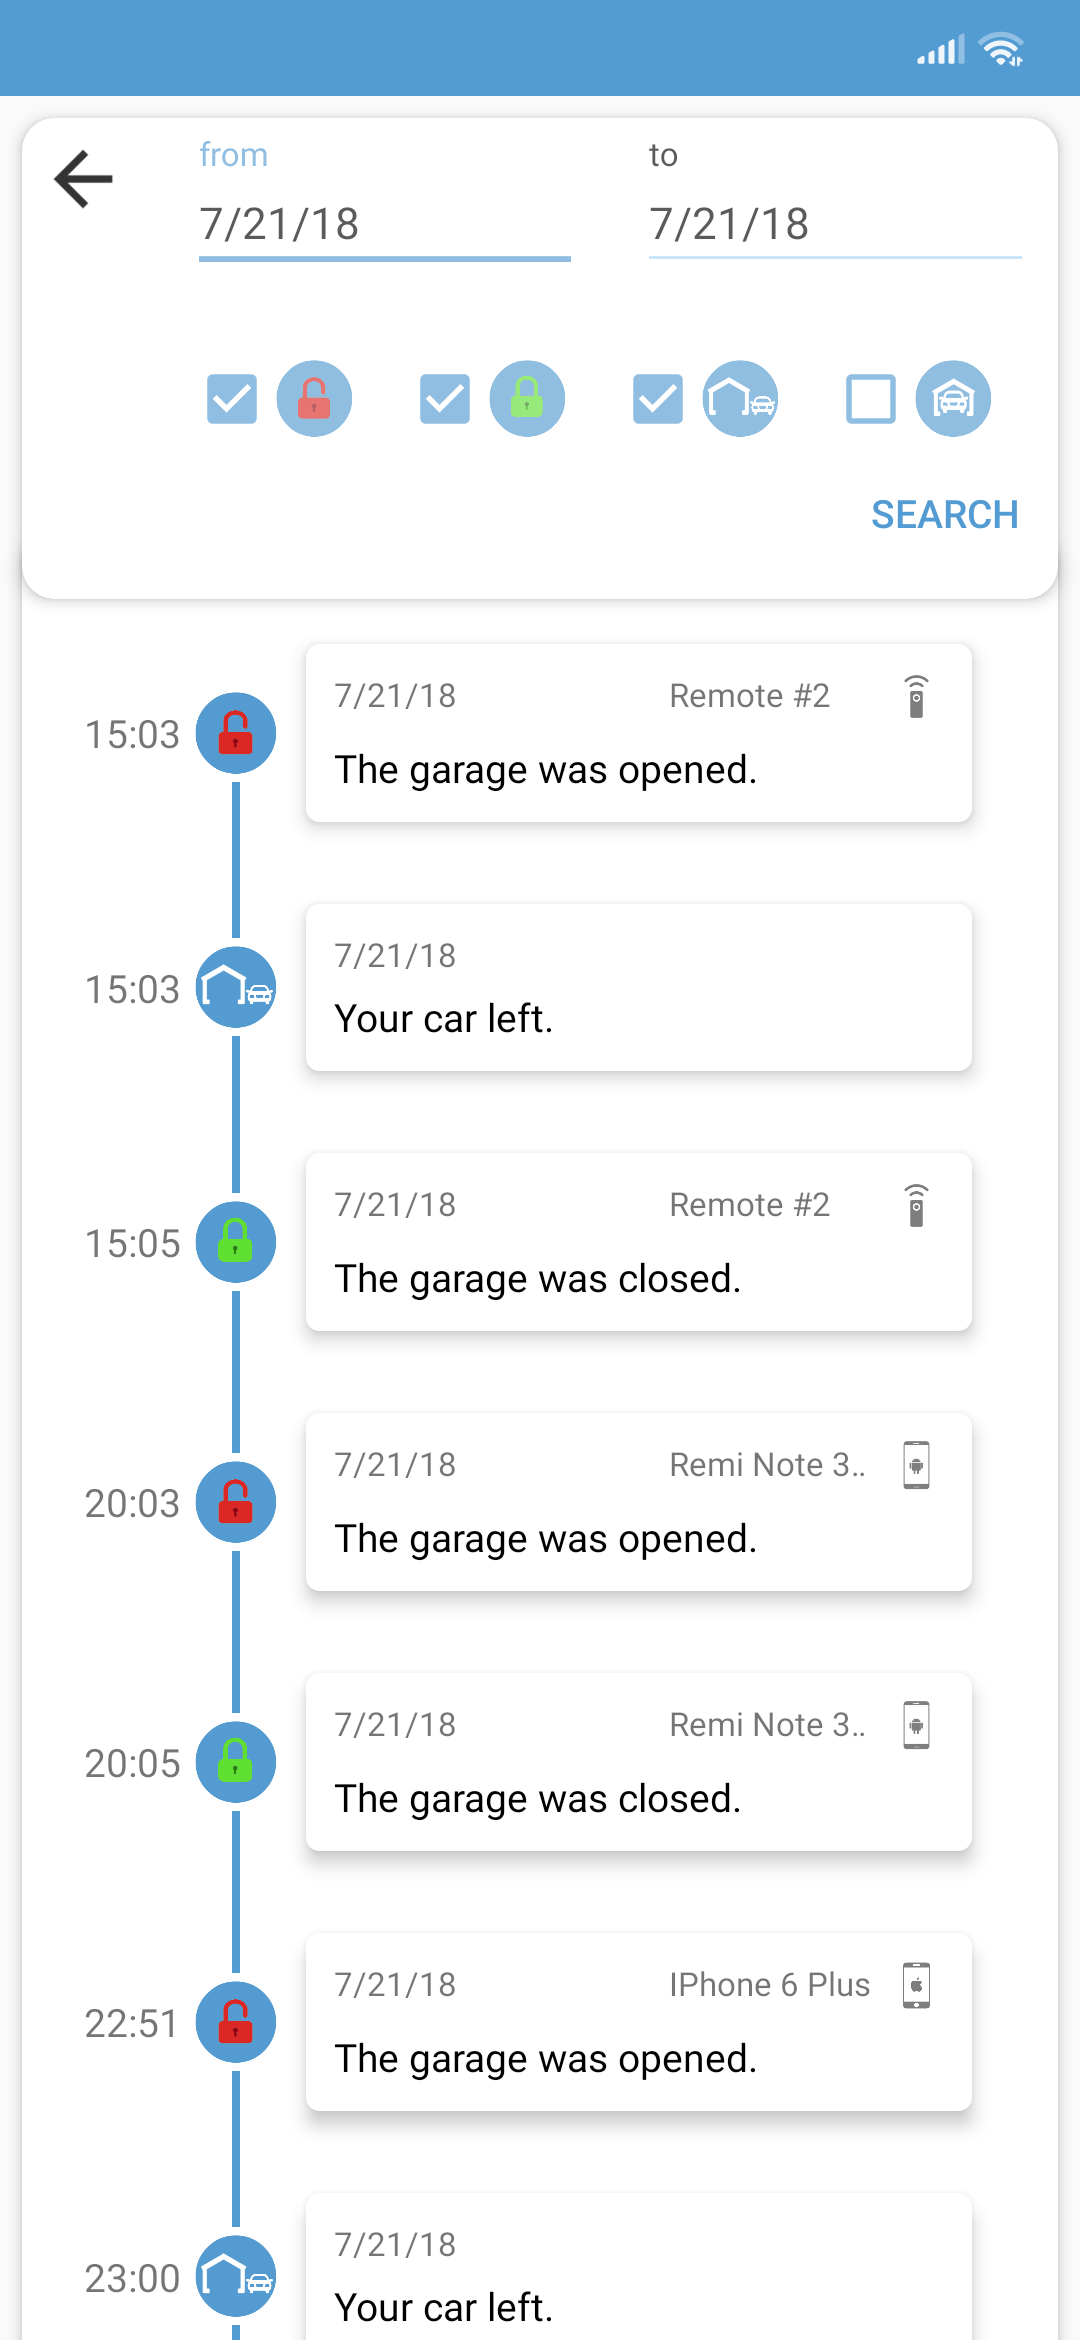 from
to
7/21/18
7/21/18
SEARCH
15:03
7/21/18
Remote #2
The garage was opened.
15:03
7/21/18
Your car left.
15:05
7/21/18
Remote #2
The garage was closed.
20:03
7/21/18
Remi Note 3..
The garage was opened.
20:05
7/21/18
Remi Note 3..
The garage was closed.
22:51
7/21/18
IPhone 6 Plus
The garage was opened.
23:00
7/21/18
Your car left.